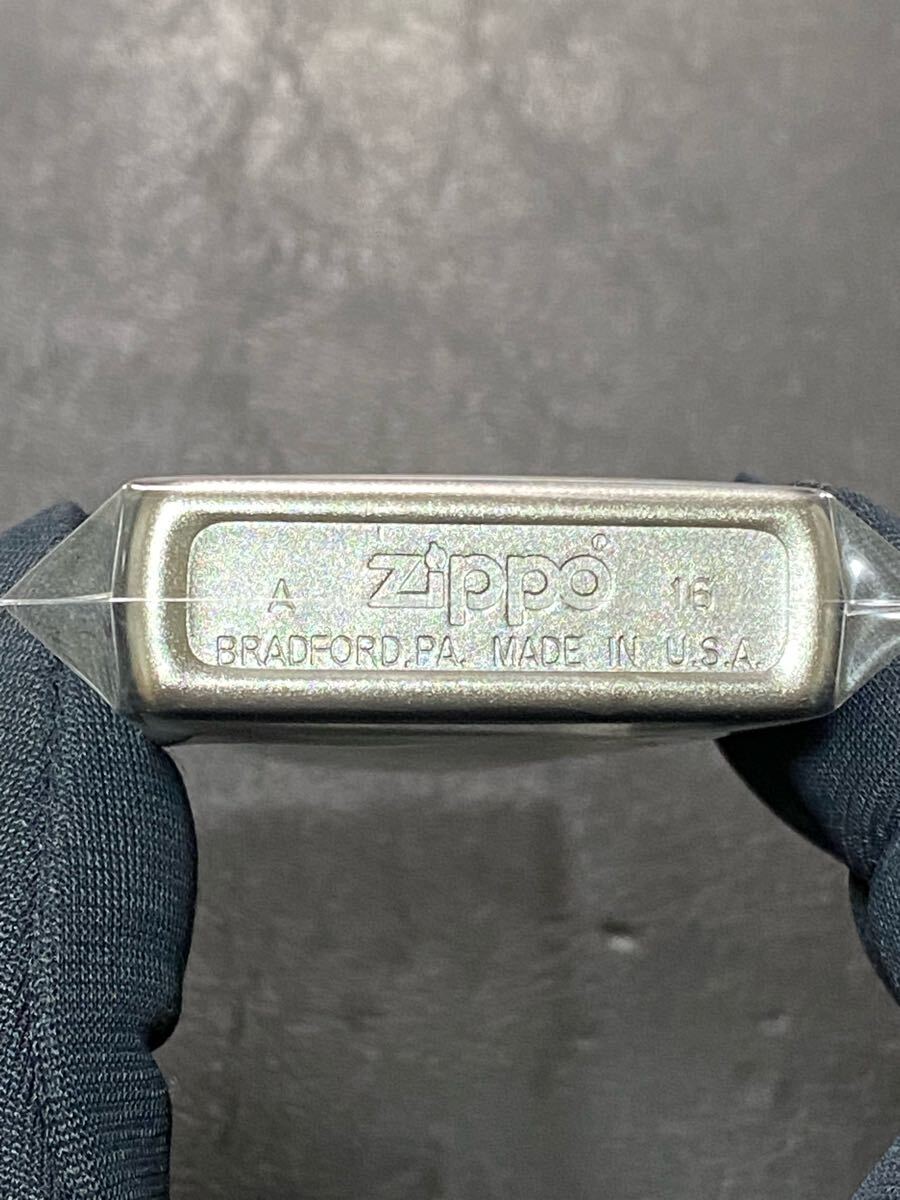 A zippo® 16
BRADFORD,PA. MADE IN U.S.A.